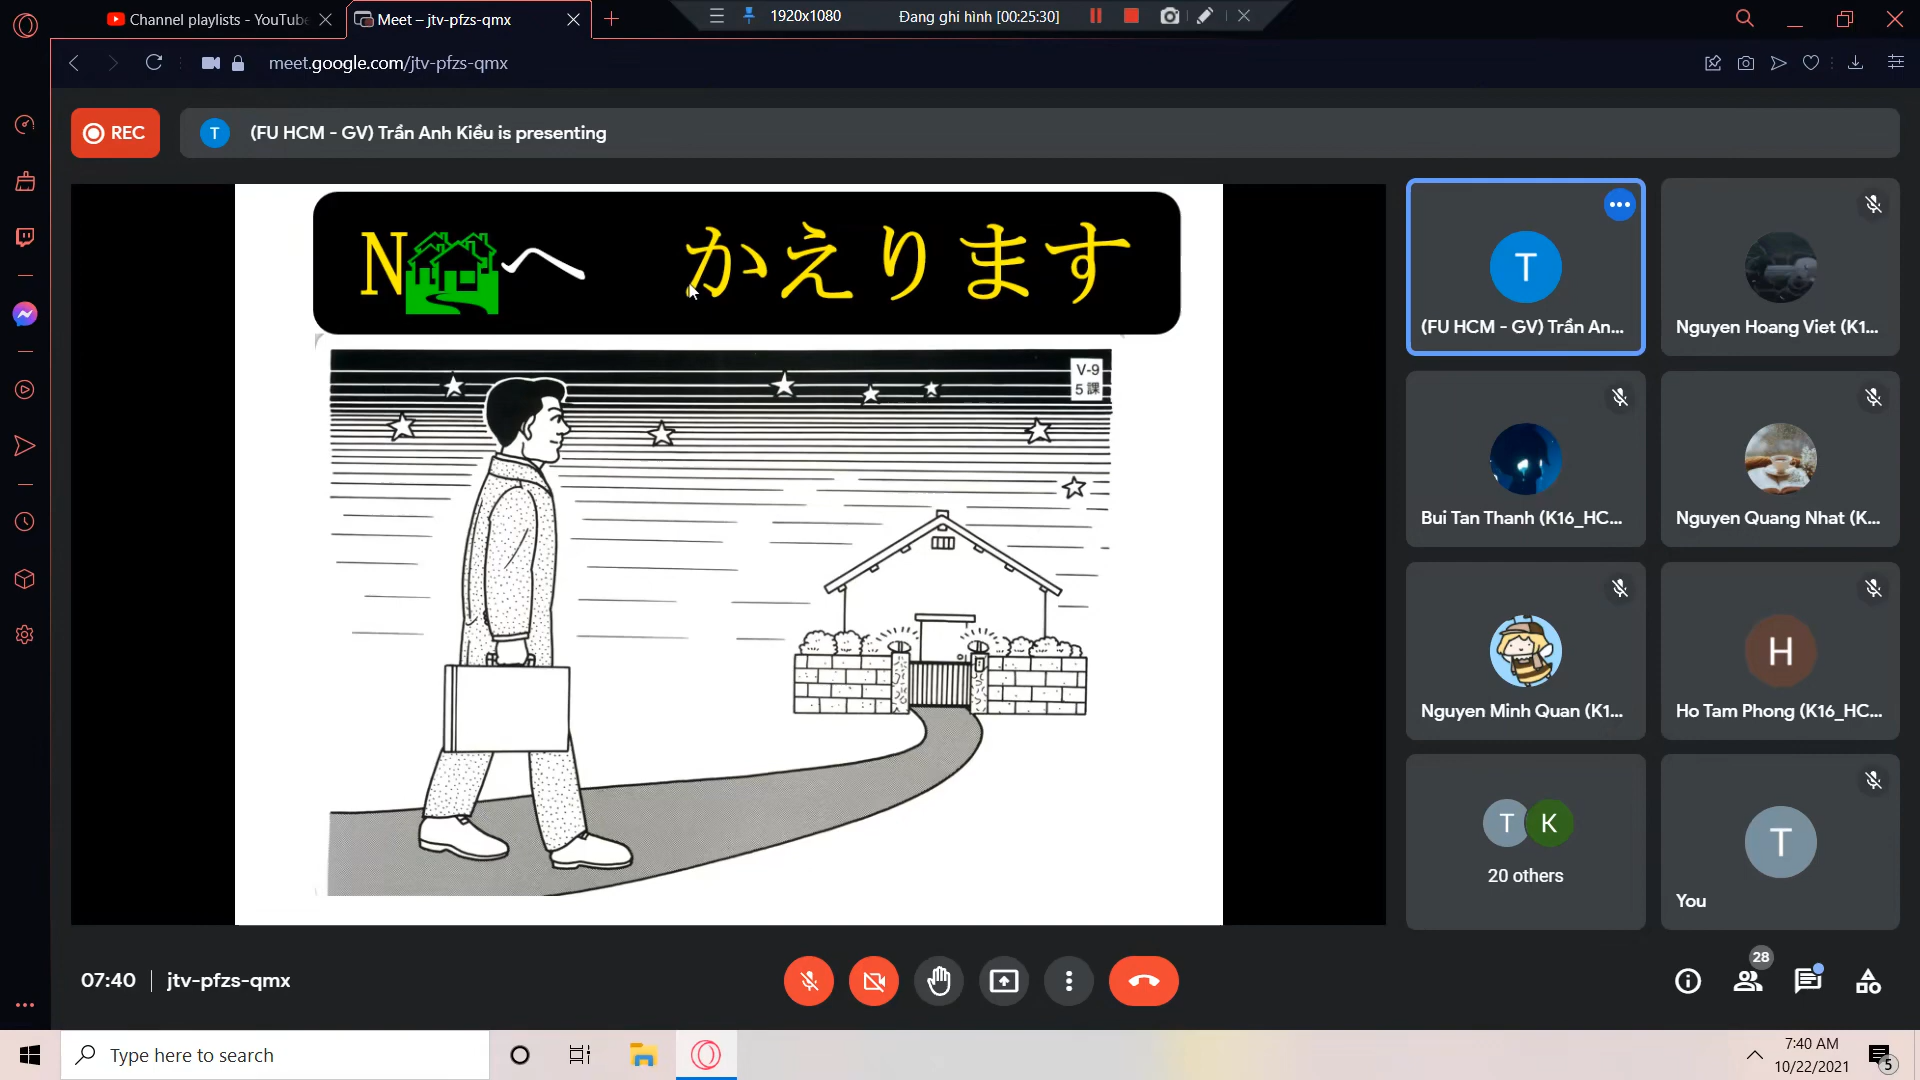 Channel playlists - YouTube
Meet – jtv-pfzs-qmx
1920x1080
Đang ghi hình [00:25:30]
meet.google.com/jtv-pfzs-qmx
REC
T
(FU HCM - GV) Trần Anh Kiều is presenting
Nへ かえります
V-9
5課
T
(FU HCM - GV) Trần An...
Nguyen Hoang Viet (K1...
Bui Tan Thanh (K16_HC...
Nguyen Quang Nhat (K...
Nguyen Minh Quan (K1...
H
Ho Tam Phong (K16_HC...
T K
20 others
T
You
07:40
jtv-pfzs-qmx
28
Type here to search
7:40 AM
10/22/2021
5